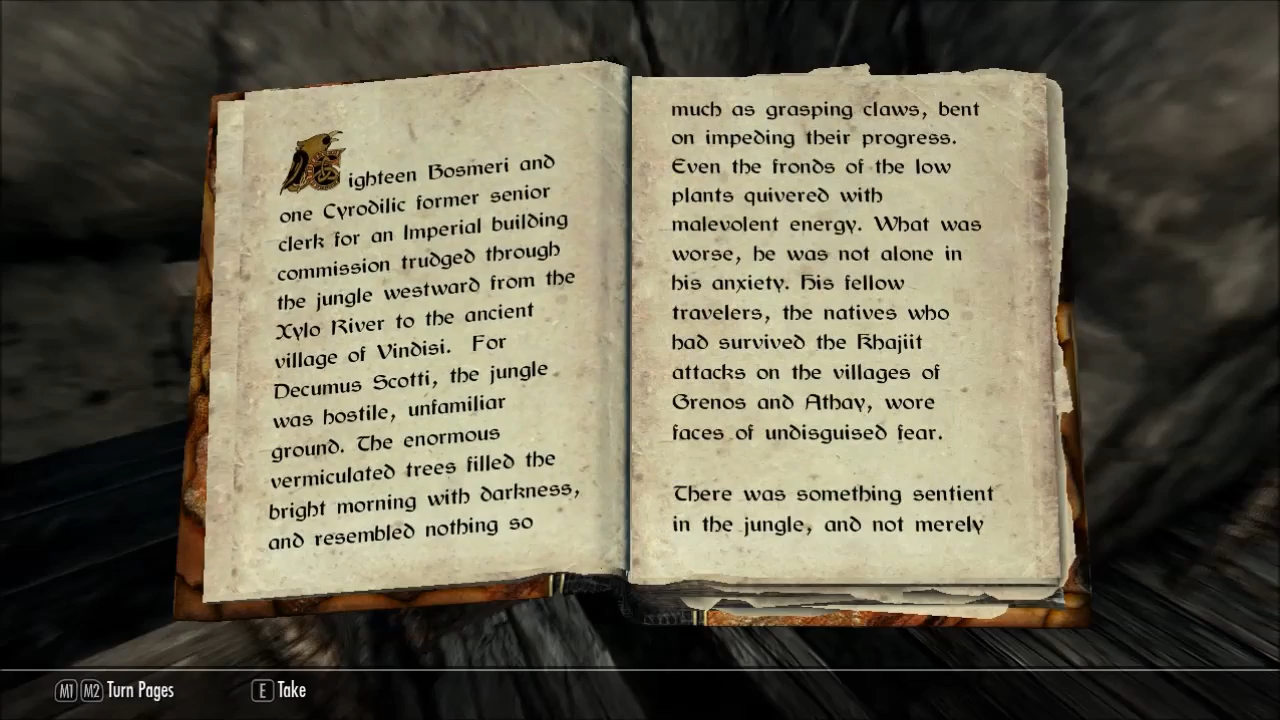 Eighteen Bosmeri and
one Cyrodilic former senior
clerk for an Imperial building
commission trudged through
the jungle westward from the
Xylo River to the ancient
village of Vindisi. For
Decumus Scotti, the jungle
was hostile, unfamiliar
ground. The enormous
vermiculated trees filled the
bright morning with darkness,
and resembled nothing so
much as grasping claws, bent
on impeding their progress.
Even the fronds of the low
plants quivered with
malevolent energy. What was
worse, he was not alone in
his anxiety. His fellow
travelers, the natives who
had survived the Khajiit
attacks on the villages of
Grenos and Athay, wore
faces of undisguised fear.
There was something sentient
in the jungle, and not merely
M1 M2 Turn Pages
E Take